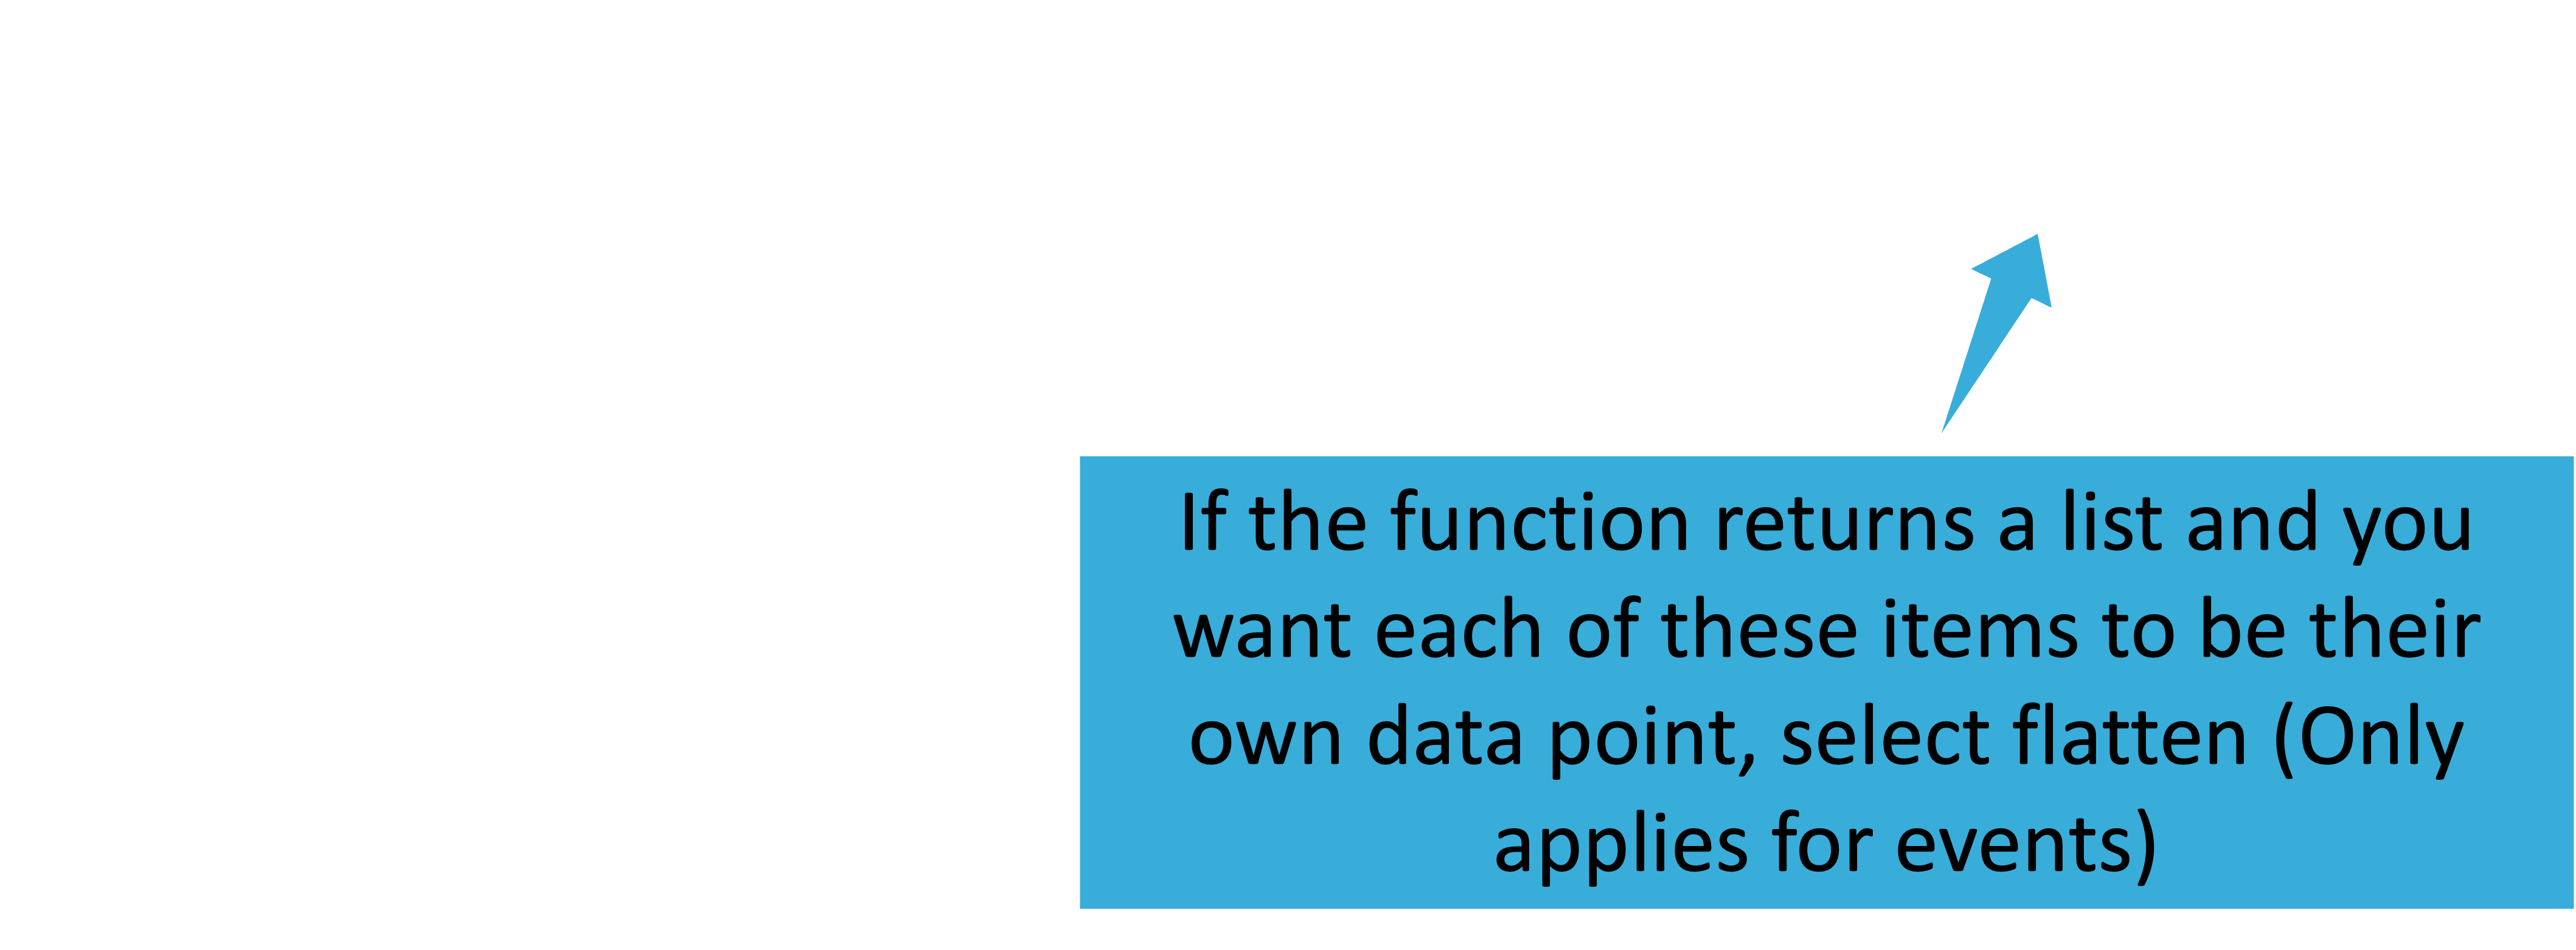 If the function returns a list and you
want each of these items to be their
own data point, select flatten (Only
applies for events)